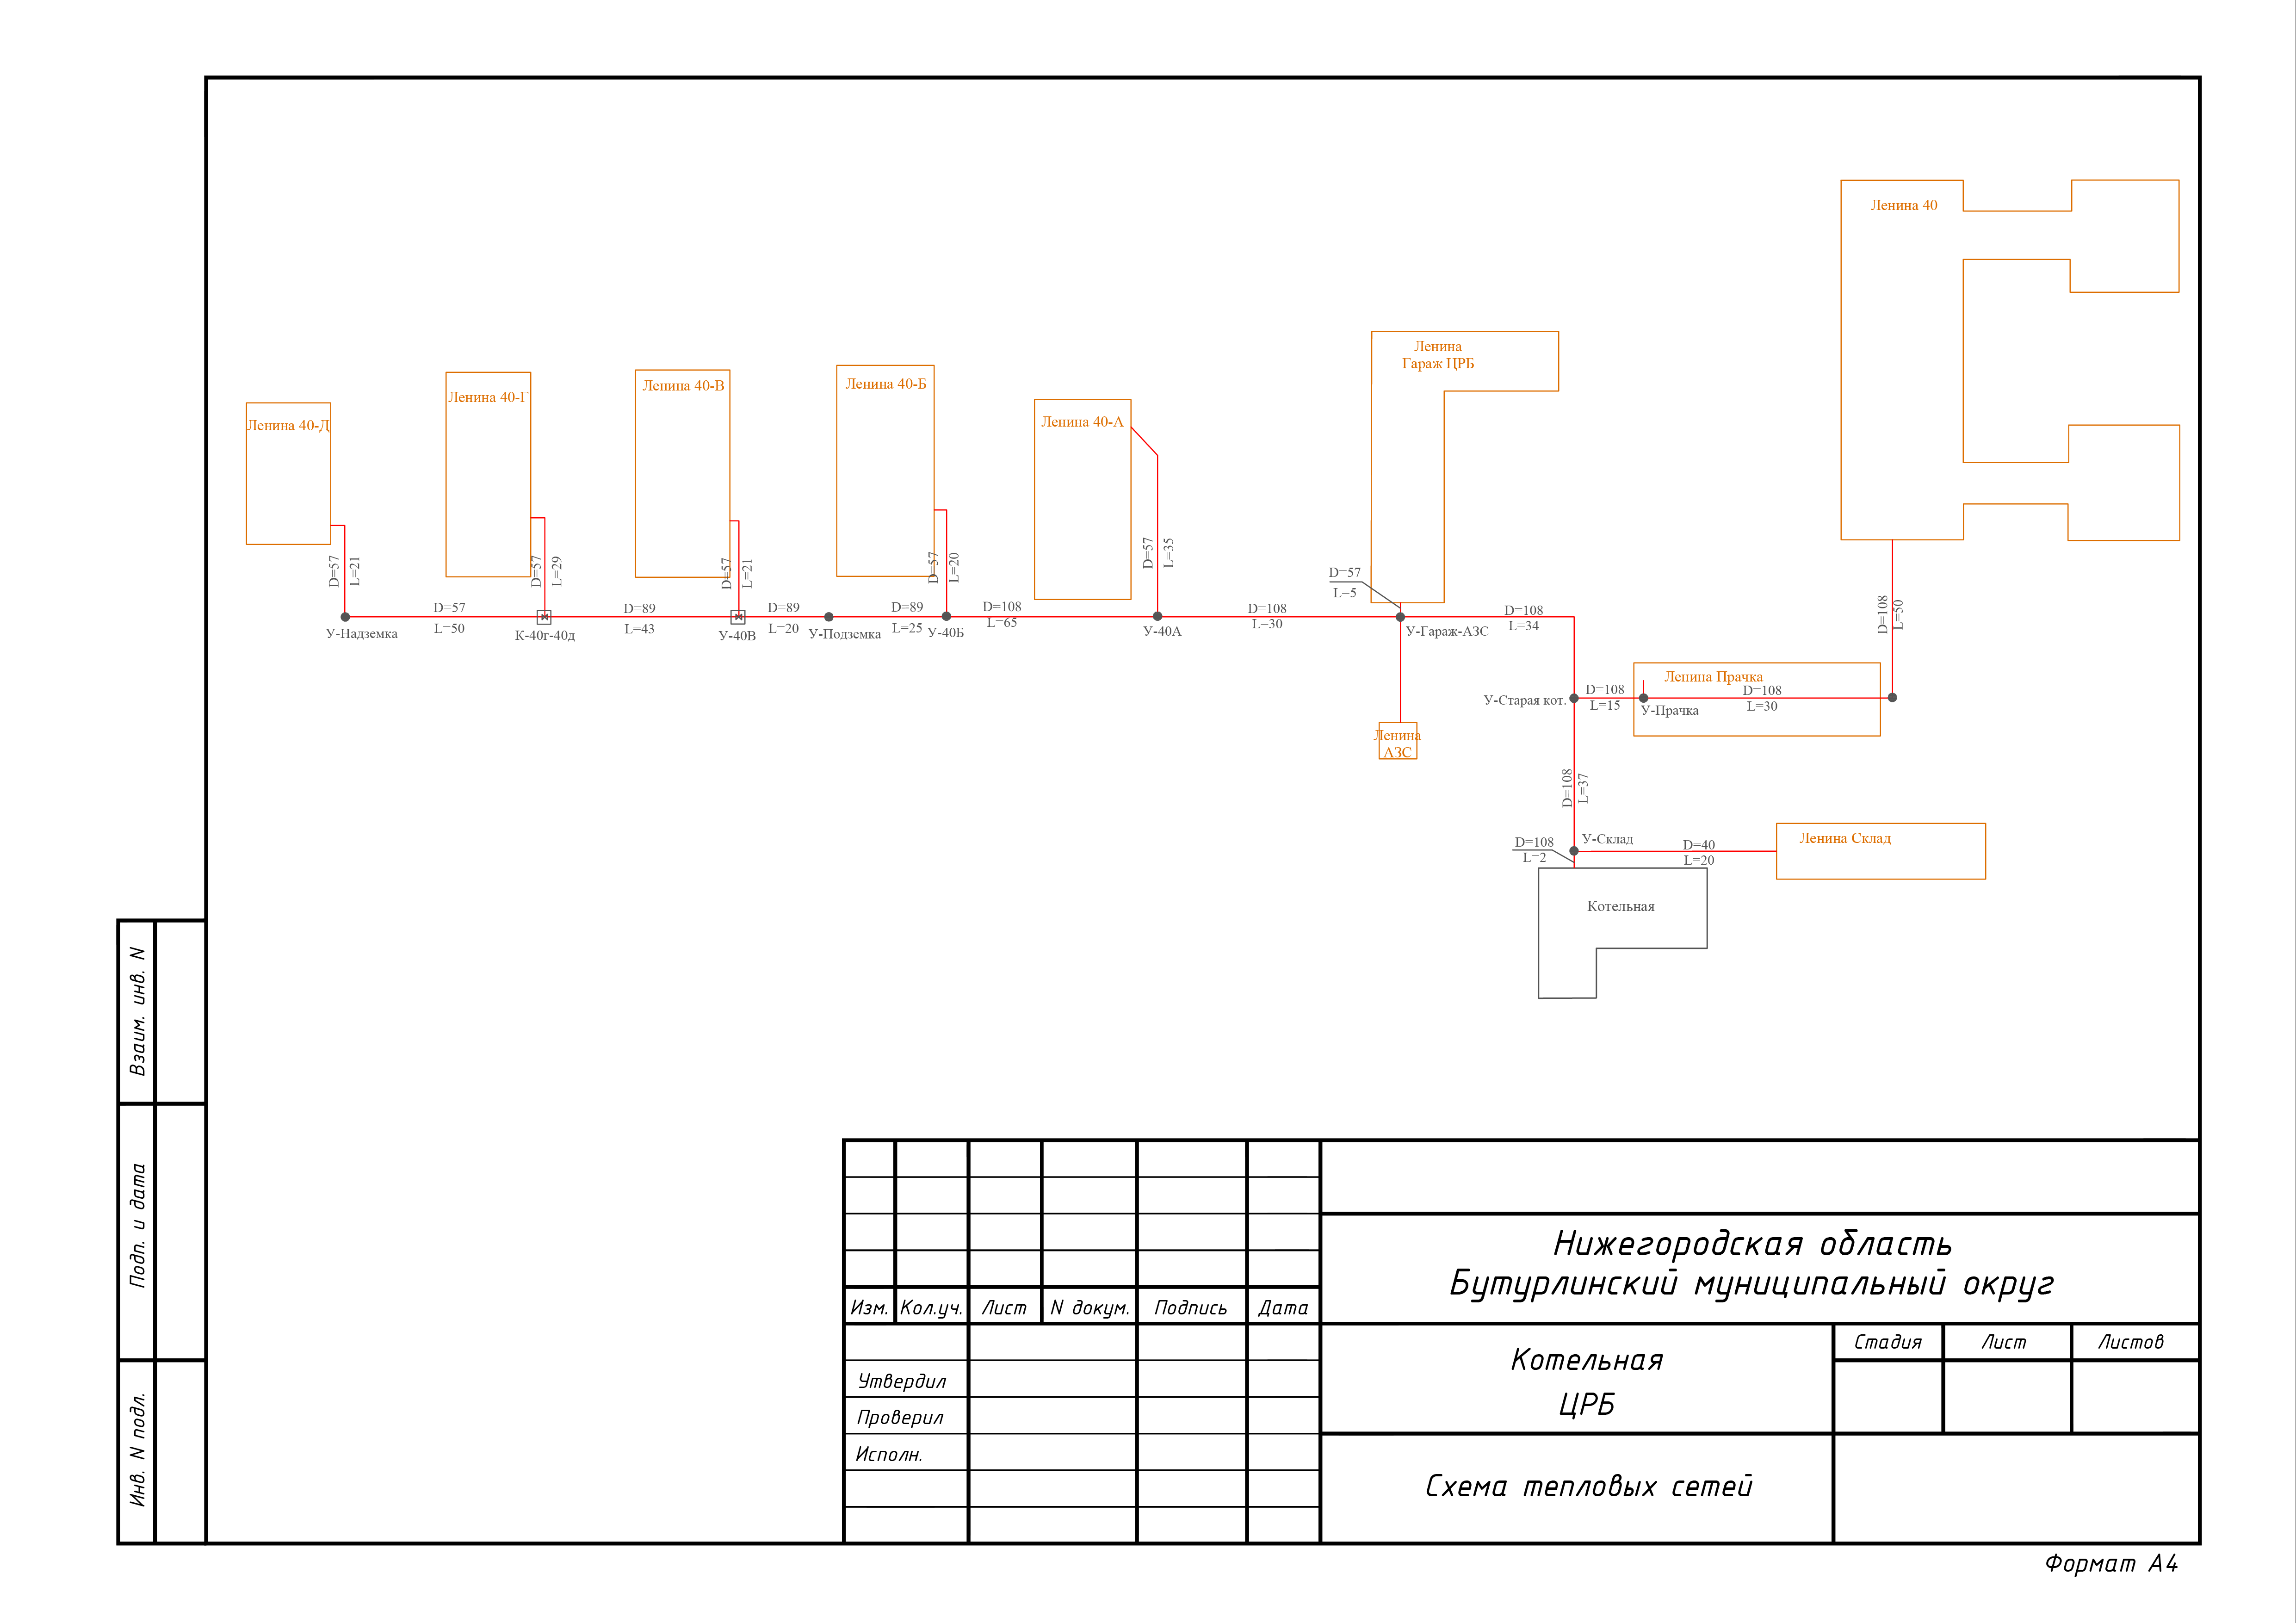 Ленина 40
Ленина
Гараж ЦРБ
Ленина 40-Д
Ленина 40-Г
Ленина 40-В
Ленина 40-Б
Ленина 40-А
D=57
L=21
D=57
L=29
D=57
L=21
D=57
L=20
D=57
L=35
D=57
L=5
D=108
L=50
D=57
L=50
D=89
L=43
D=89
L=20
D=89
L=25
D=108
L=65
D=108
L=30
D=108
L=34
У-Надземка
К-40г-40д
У-40В
У-Подземка
У-40Б
У-40А
У-Гараж-АЗС
Ленина Прачка
У-Старая кот.
D=108
L=15
У-Прачка
D=108
L=30
Ленина
АЗС
D=108
L=37
D=108
L=2
У-Склад
D=40
L=20
Ленина Склад
Котельная
Взаим. инв. N
Подп. и дата
Инв. N подл.
Изм. Кол.уч. Лист N докум. Подпись Дата
Утвердил
Проверил
Исполн.
Нижегородская область
Бутурлинский муниципальный округ
Котельная
ЦРБ
Стадия Лист Листов
Схема тепловых сетей
Формат А4